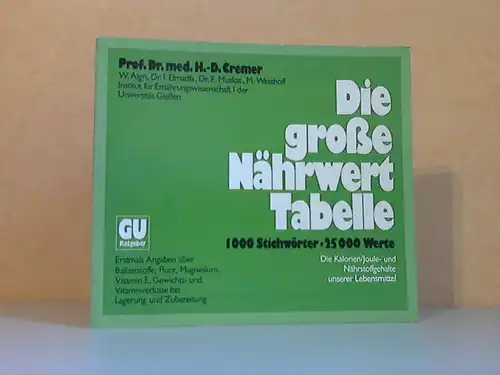 Prof. Dr. med. H.-D. Cremer
W. Aign, Dr. I. Elmadfa, Dr. E. Muskat, M. Westhoff
Institut für Ernährungswissenschaft I der
Universität Gießen
Die
große
Nährwert
Tabelle
1000 Stichwörter · 25000 Werte
Die Kalorien/Joule- und
Nährstoffgehalte
unserer Lebensmittel
GU
Ratgeber
Erstmals Angaben über
Ballaststoffe, Fluor, Magnesium,
Vitamin E, Gewichts- und
Vitaminverluste bei
Lagerung und Zubereitung